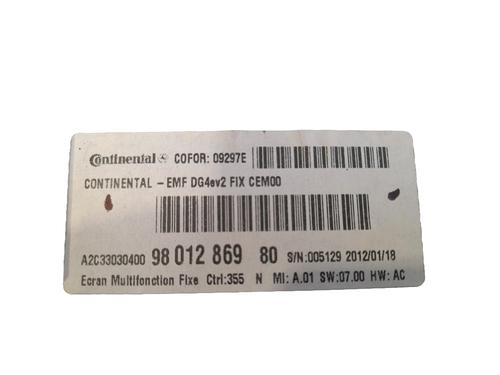 Continental COFOR: 09297E
CONTINENTAL - EMF DG4ev2 FIX CEM00
A2C33030400 98 012 869 80 S/N:005129 2012/01/18
Ecran Multifonction Fixe Ctrl:355 N MI: A.01 SW:07.00 HW: AC